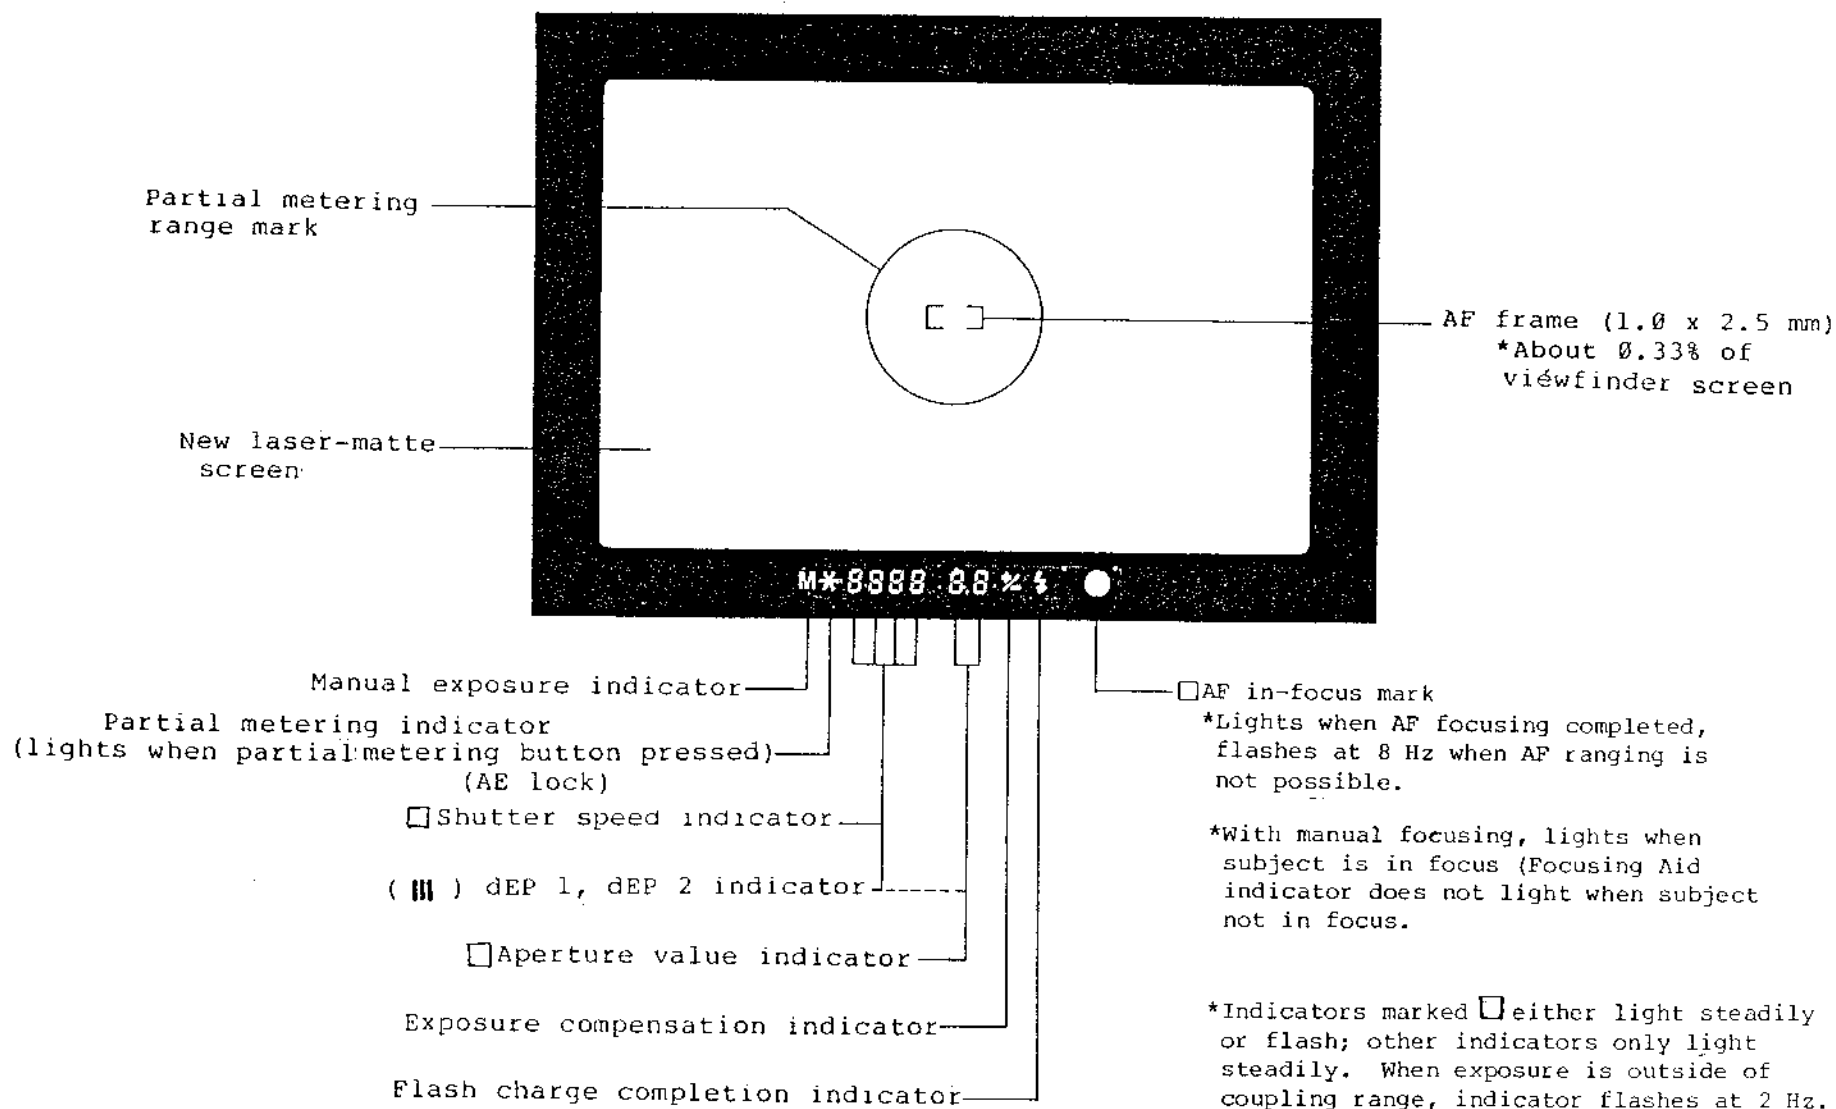 Partial metering
range mark
AF frame (1.0 x 2.5 mm)
*About 0.33% of
viewfinder screen
New laser-matte
screen
M*8888 8.8 +/- ⚡ ●
Manual exposure indicator
Partial metering indicator
(lights when partial metering button pressed)
(AE lock)
□Shutter speed indicator
( ) dEP 1, dEP 2 indicator
□Aperture value indicator
Exposure compensation indicator
Flash charge completion indicator
□AF in-focus mark
*Lights when AF focusing completed,
flashes at 8 Hz when AF ranging is
not possible.
*With manual focusing, lights when
subject is in focus (Focusing Aid
indicator does not light when subject
not in focus.
*Indicators marked □ either light steadily
or flash; other indicators only light
steadily. When exposure is outside of
coupling range, indicator flashes at 2 Hz.